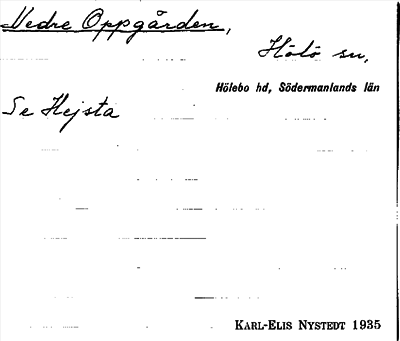 Nedre Oppgården,
Hölö sn,
Hölebo hd, Södermanlands län
Se Hejsta
KARL-ELIS NYSTEDT 1935